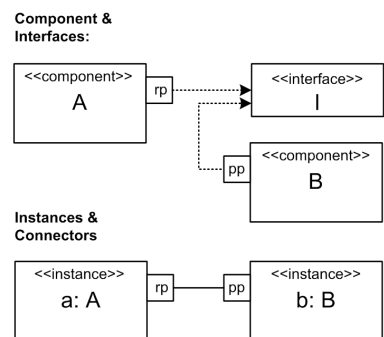 Component &
Interfaces:
<<component>>
A
rp
<<interface>>
I
<<component>>
B
pp
Instances &
Connectors
<<instance>>
a: A
rp
pp
<<instance>>
b: B